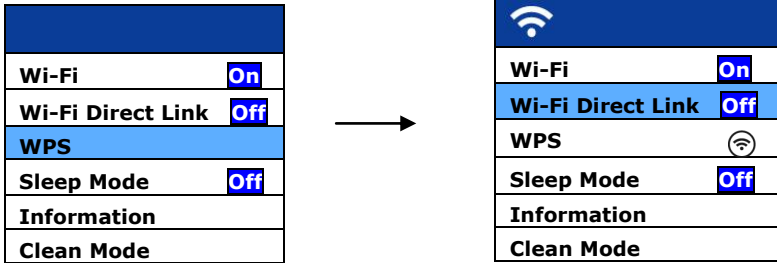 Wi-Fi On
Wi-Fi Direct Link Off
WPS
Sleep Mode Off
Information
Clean Mode
Wi-Fi On
Wi-Fi Direct Link Off
WPS
Sleep Mode Off
Information
Clean Mode